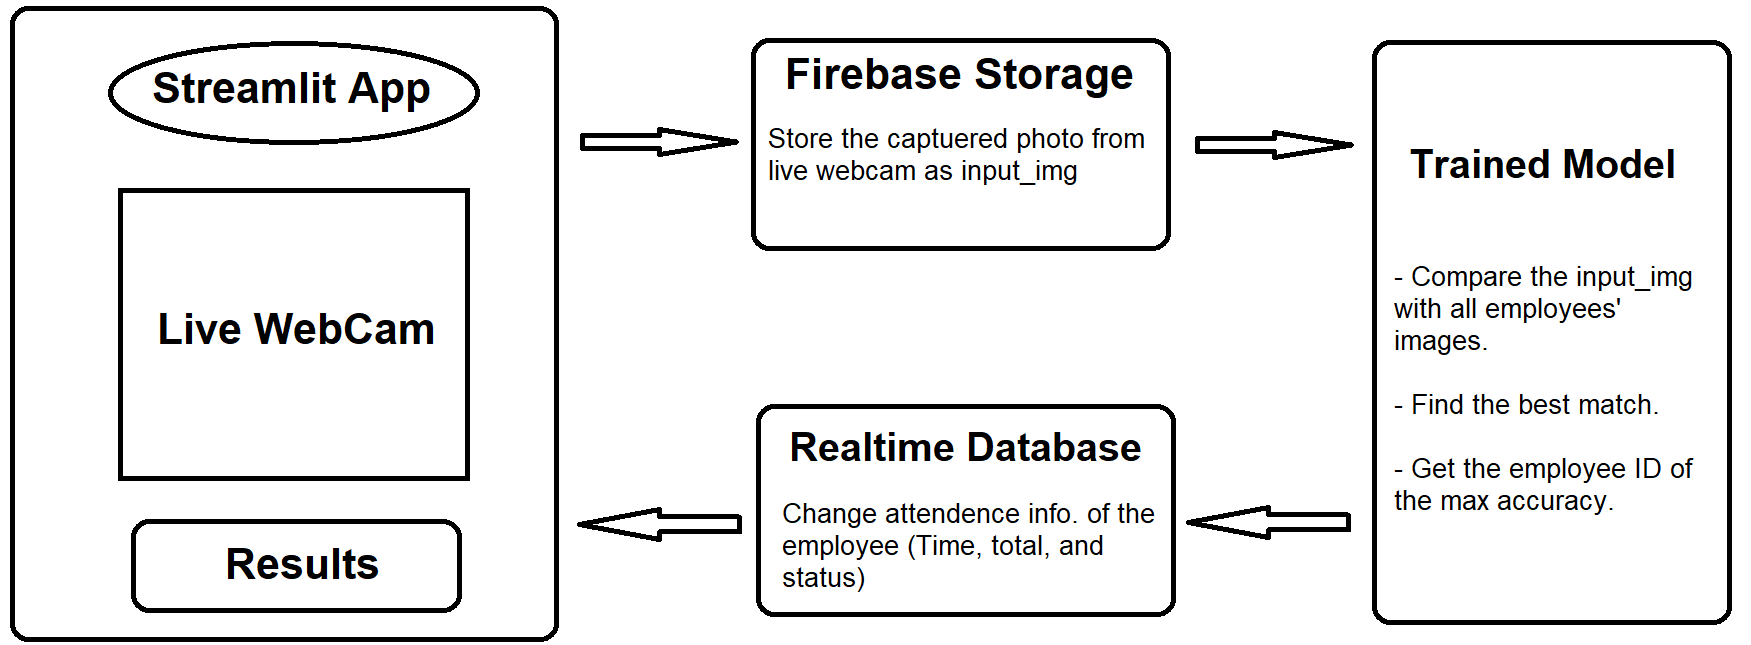 Streamlit App
Live WebCam
Results
Firebase Storage
Store the captuered photo from
live webcam as input_img
Trained Model
- Compare the input_img
with all employees'
images.
- Find the best match.
- Get the employee ID of
the max accuracy.
Realtime Database
Change attendence info. of the
employee (Time, total, and
status)